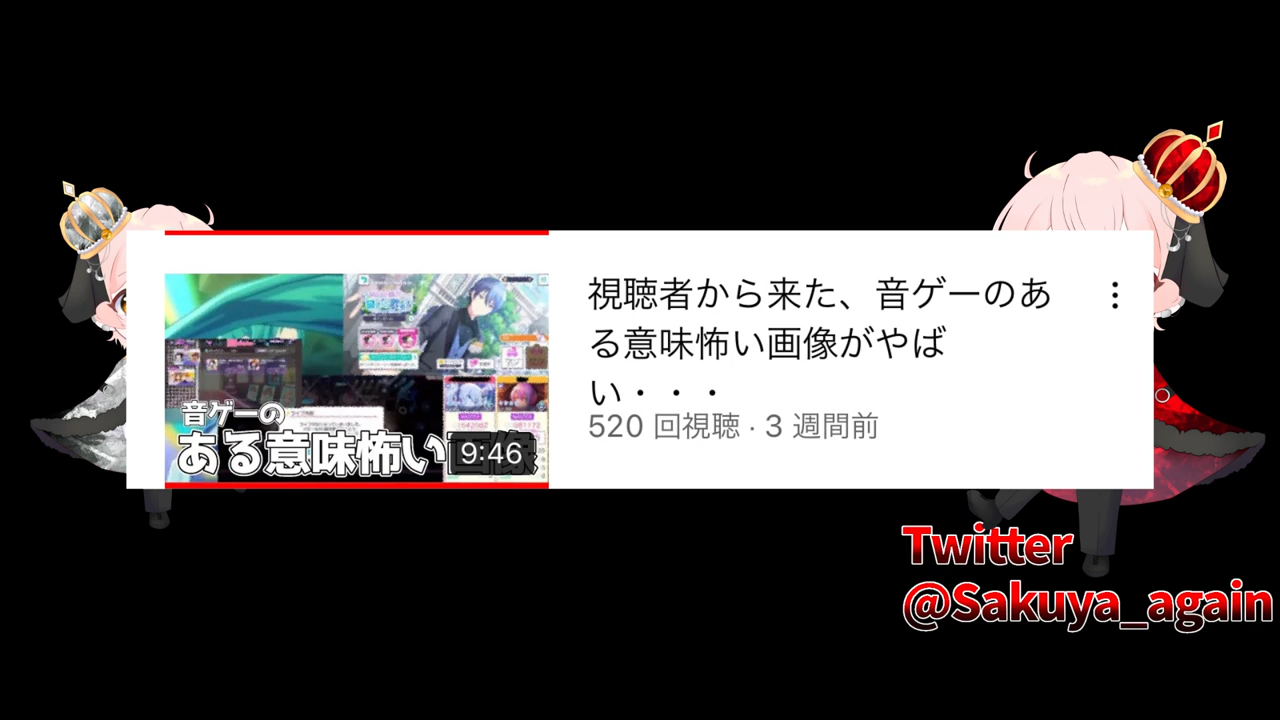 視聴者から来た、音ゲーのあ
る意味怖い画像がやば
い・・・
520 回視聴 · 3 週間前
音ゲーの
ある意味怖い画像
9:46
Twitter
@Sakuya_again